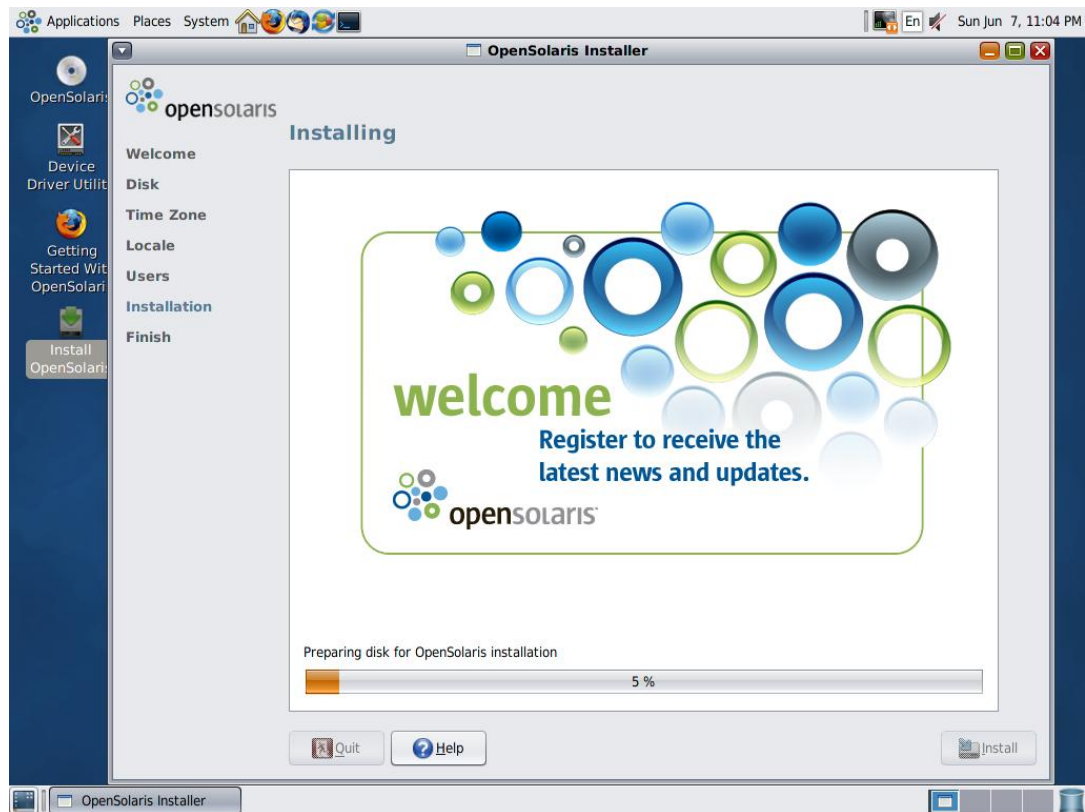 Applications Places System En Sun Jun 7, 11:04 PM
OpenSolaris Installer
OpenSolaris
Device
Driver Utilit
Getting
Started Wit
OpenSolari
Install
OpenSolaris
opensolaris
Welcome
Disk
Time Zone
Locale
Users
Installation
Finish
Installing
welcome
Register to receive the
latest news and updates.
opensolaris
Preparing disk for OpenSolaris installation
5 %
Quit Help Install
OpenSolaris Installer